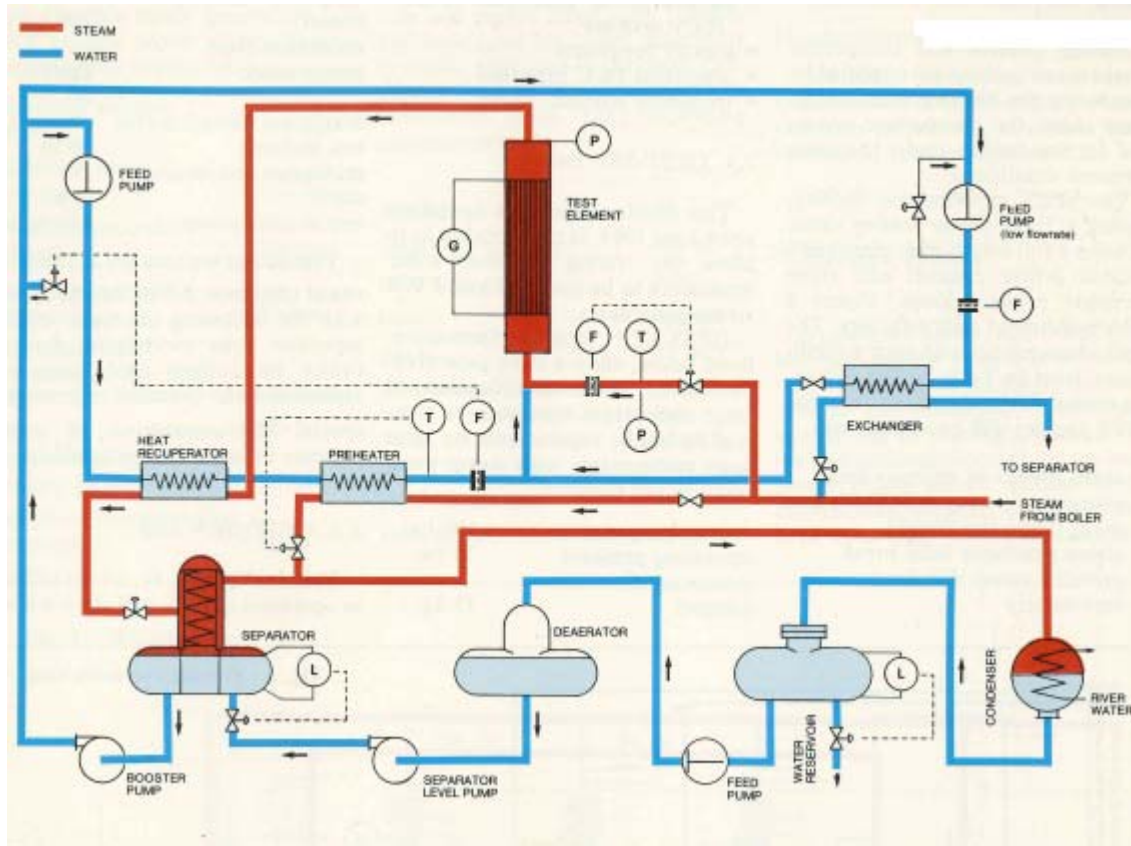 STEAM
WATER
FEED
PUMP
P
TEST
ELEMENT
G
FEED
PUMP
(low flowrate)
F
F
T
P
EXCHANGER
TO SEPARATOR
STEAM
FROM BOILER
HEAT
RECUPERATOR
PREHEATER
T
F
SEPARATOR
L
DEAERATOR
L
CONDENSER
RIVER
WATER
WATER
RESERVOIR
BOOSTER
PUMP
SEPARATOR
LEVEL PUMP
FEED
PUMP